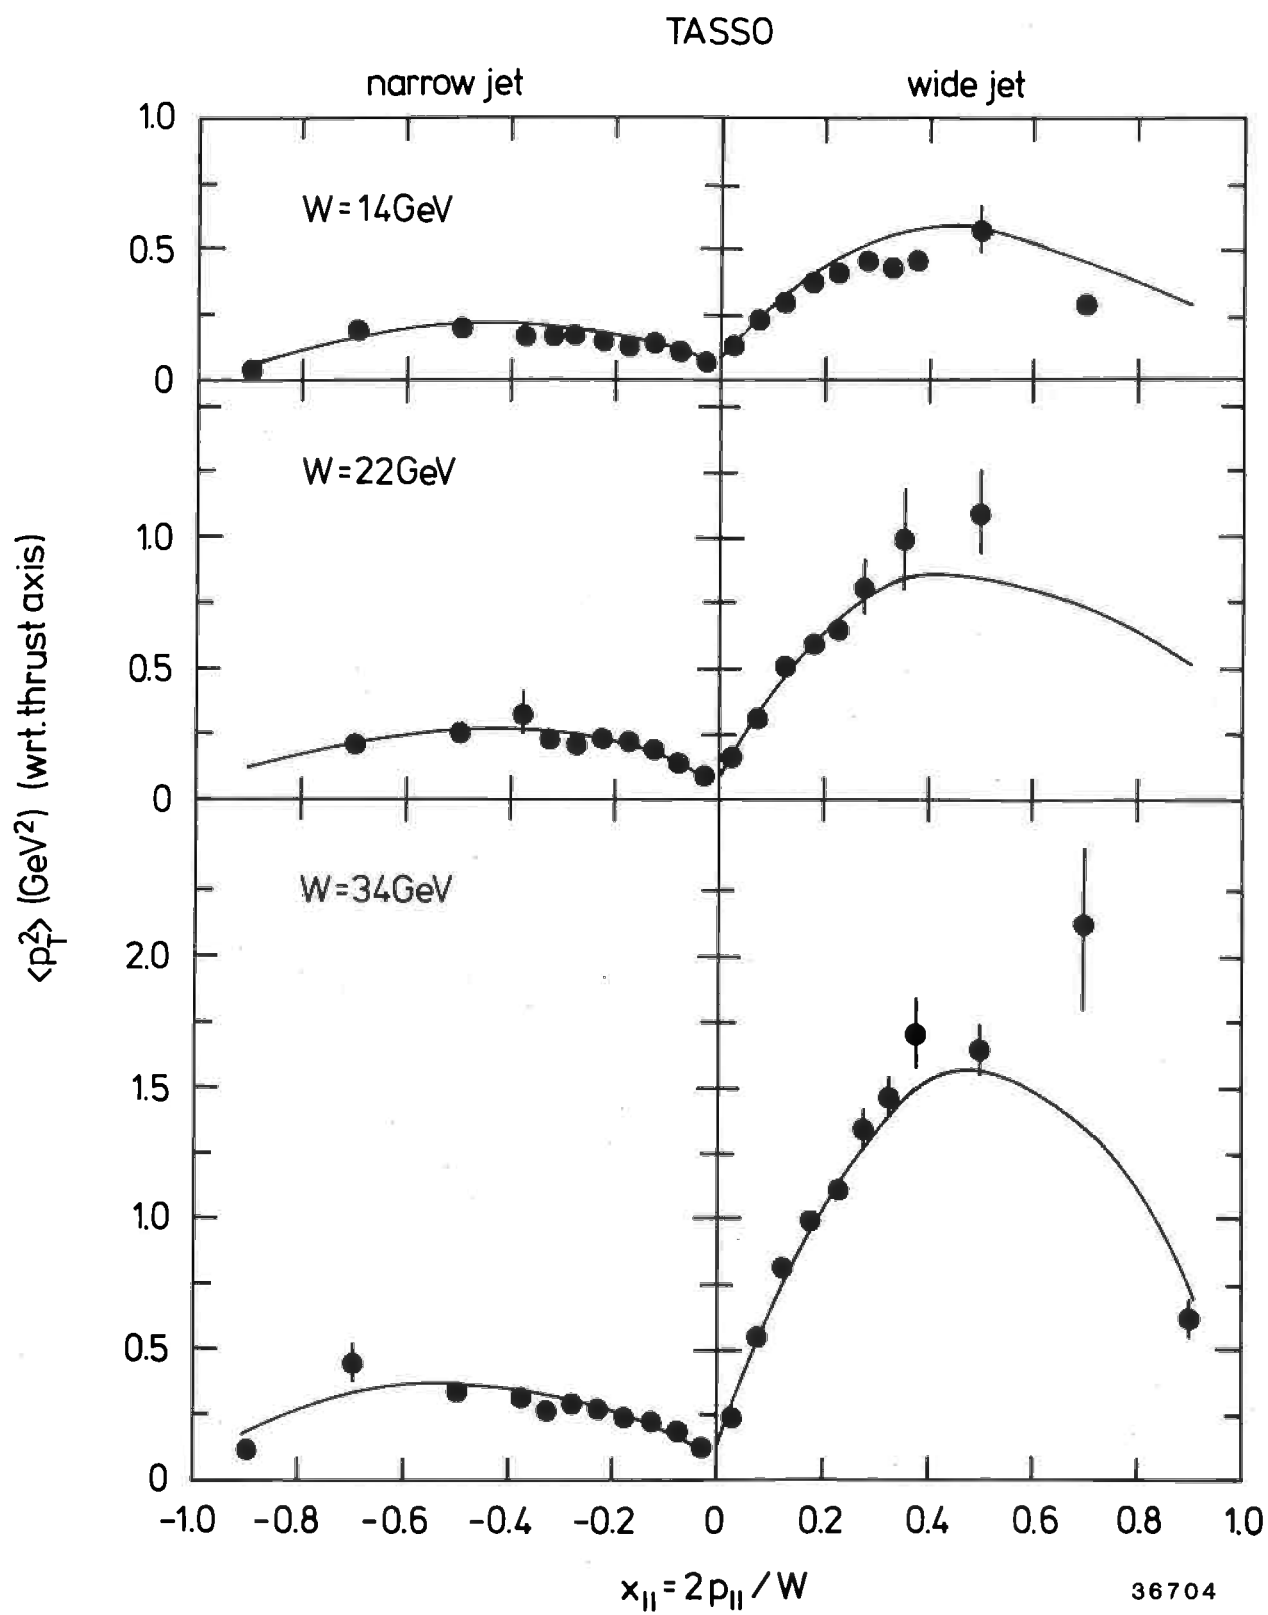 TASSO
narrow jet wide jet
1.0
W=14GeV
0.5
0
W=22GeV
1.0
0.5
0
W=34GeV
2.0
1.5
1.0
0.5
0
-1.0 -0.8 -0.6 -0.4 -0.2 0 0.2 0.4 0.6 0.8 1.0
<p_T^2> (GeV²) (wrt.thrust axis)
x_|| = 2p_|| / W
36704